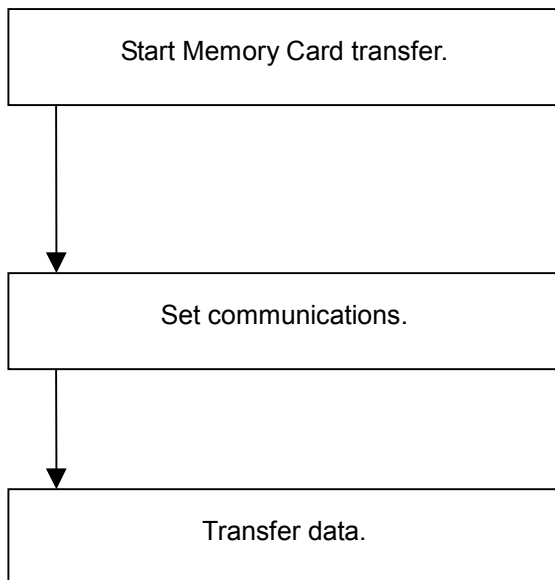 Start Memory Card transfer.
Set communications.
Transfer data.